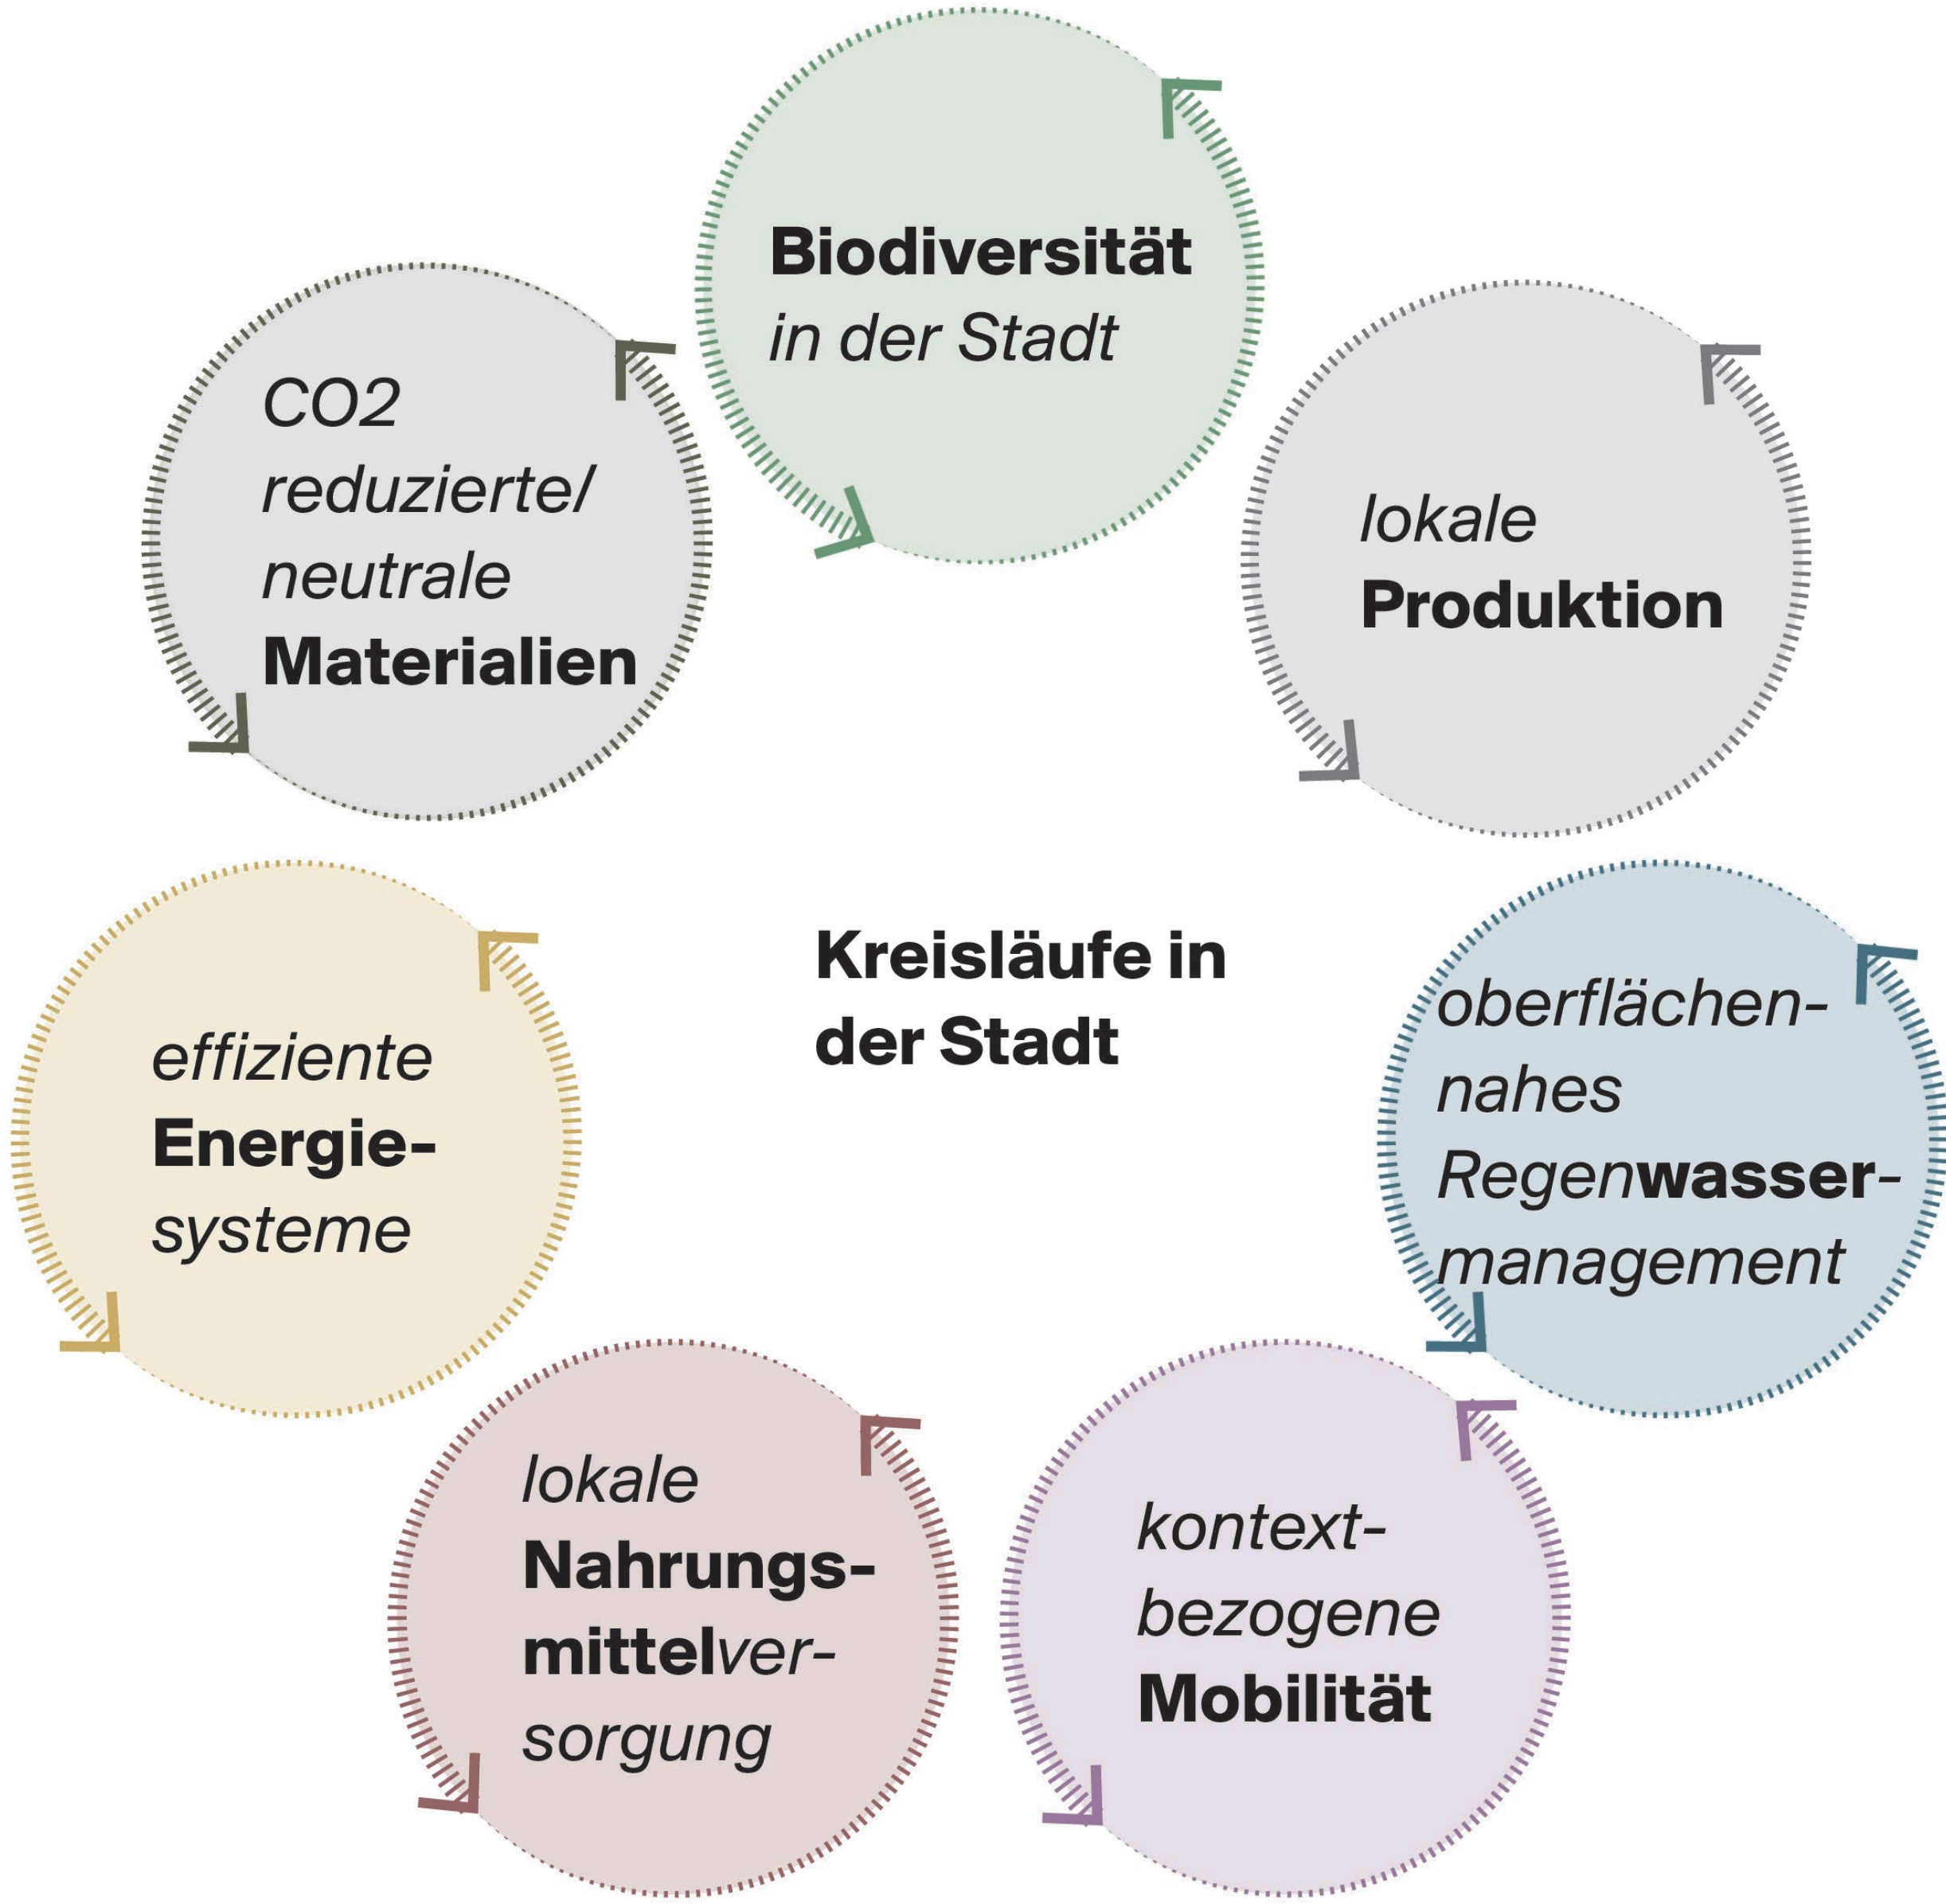 Biodiversität
in der Stadt
CO2
reduzierte/
neutrale
Materialien
lokale
Produktion
Kreisläufe in
der Stadt
effiziente
Energie-
systeme
oberflächen-
nahes
Regenwasser-
management
lokale
Nahrungs-
mittelver-
sorgung
kontext-
bezogene
Mobilität